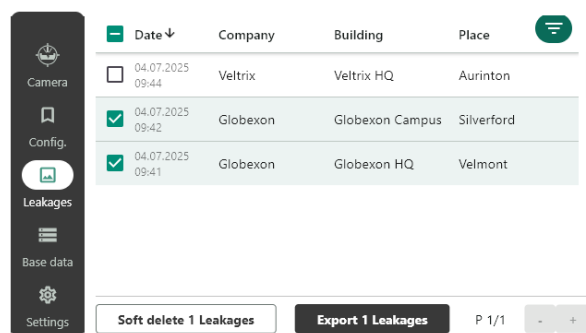 Date Company Building Place
Camera
04.07.2025
09:44
Veltrix Veltrix HQ Aurinton
04.07.2025
09:42
Globexon Globexon Campus Silverford
Config.
04.07.2025
09:41
Globexon Globexon HQ Velmont
Leakages
Base data
Settings
Soft delete 1 Leakages Export 1 Leakages P 1/1 - +